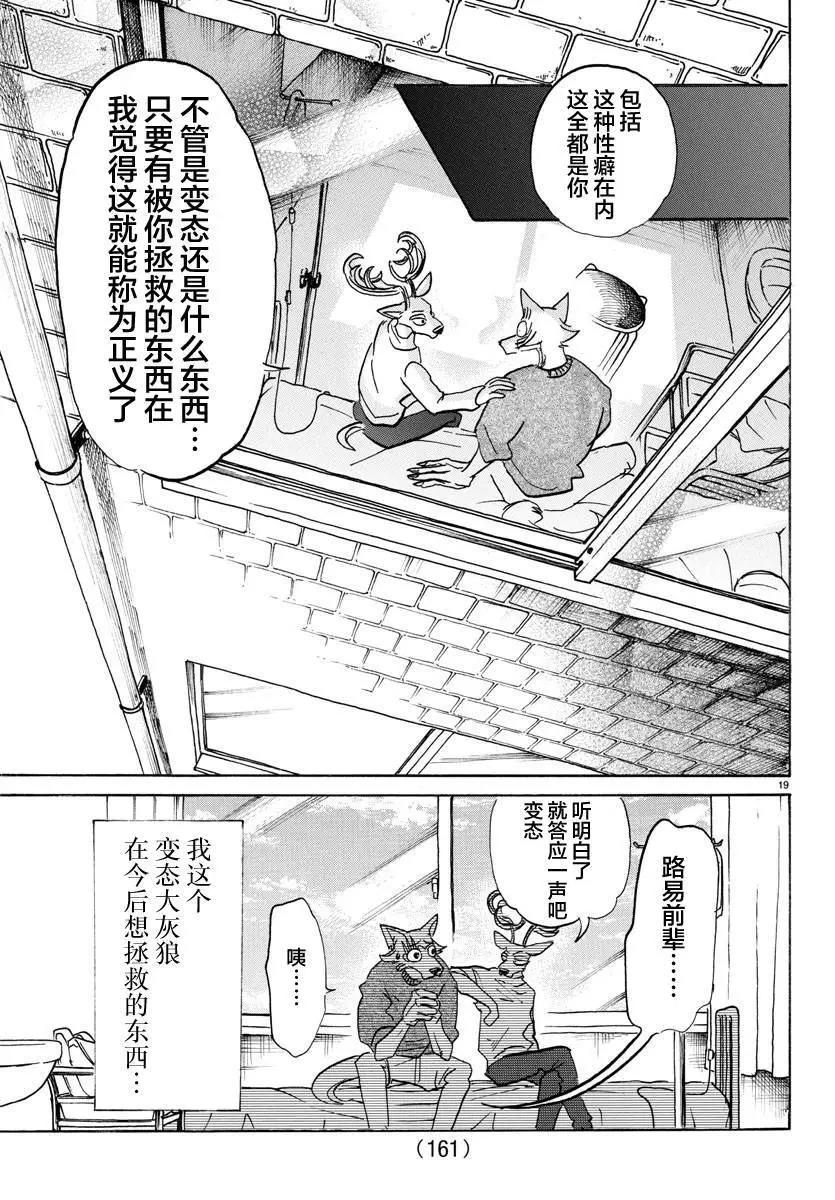 包括
这种性癖在内
这全都是你
不管是变态还是什么东西…
只要有被你拯救的东西在
我觉得这就能称为正义了
19
路易前辈……
听明白了
就答应一声吧
变态
咦……
我这个
变态大灰狼
在今后想拯救的东西…
(161)